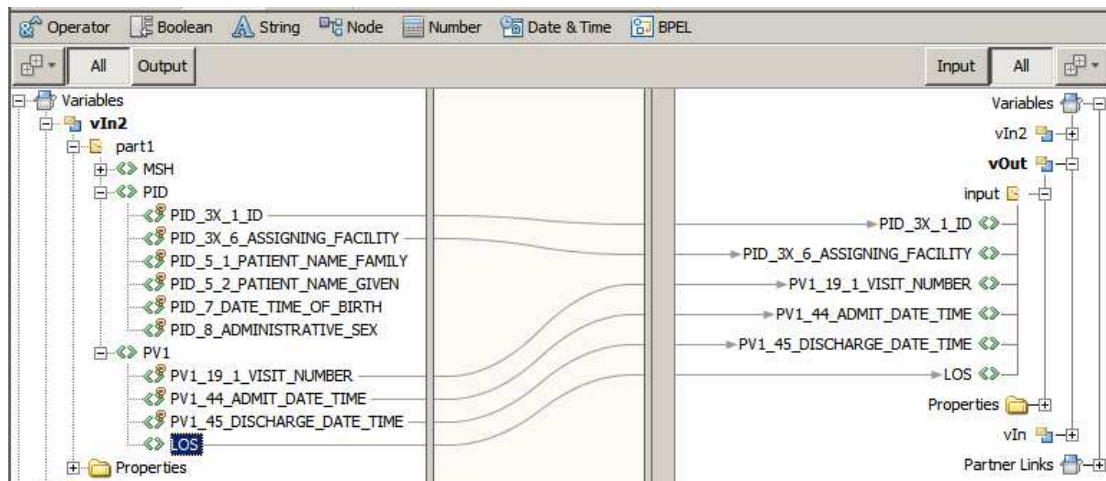 Operator Boolean String Node Number Date & Time BPEL
All Output Input All
Variables
vIn2
part1
MSH
PID
PID_3X_1_ID
PID_3X_6_ASSIGNING_FACILITY
PID_5_1_PATIENT_NAME_FAMILY
PID_5_2_PATIENT_NAME_GIVEN
PID_7_DATE_TIME_OF_BIRTH
PID_8_ADMINISTRATIVE_SEX
PV1
PV1_19_1_VISIT_NUMBER
PV1_44_ADMIT_DATE_TIME
PV1_45_DISCHARGE_DATE_TIME
LOS
Properties
Variables
vIn2
vOut
input
PID_3X_1_ID
PID_3X_6_ASSIGNING_FACILITY
PV1_19_1_VISIT_NUMBER
PV1_44_ADMIT_DATE_TIME
PV1_45_DISCHARGE_DATE_TIME
LOS
Properties
vIn
Partner Links